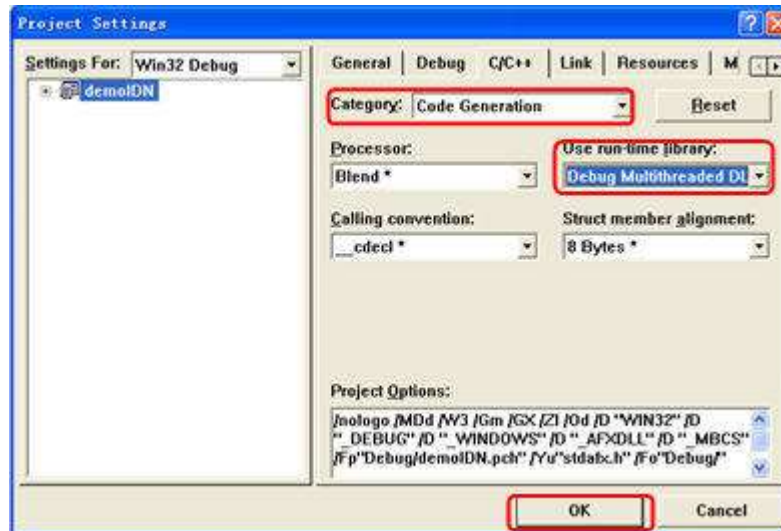 Project Settings
Settings For: Win32 Debug
demoIDN
General Debug C/C++ Link Resources M
Category: Code Generation
Reset
Processor:
Use run-time library:
Blend *
Debug Multithreaded DL
Calling convention:
Struct member alignment:
__cdecl *
8 Bytes *
Project Options:
/nologo /MDd /W3 /Gm /GX /ZI /Od /D "WIN32" /D
"_DEBUG" /D "_WINDOWS" /D "_AFXDLL" /D "_MBCS"
/Fp"Debug/demoIDN.pch" /Yu"stdafx.h" /Fo"Debug/"
OK
Cancel